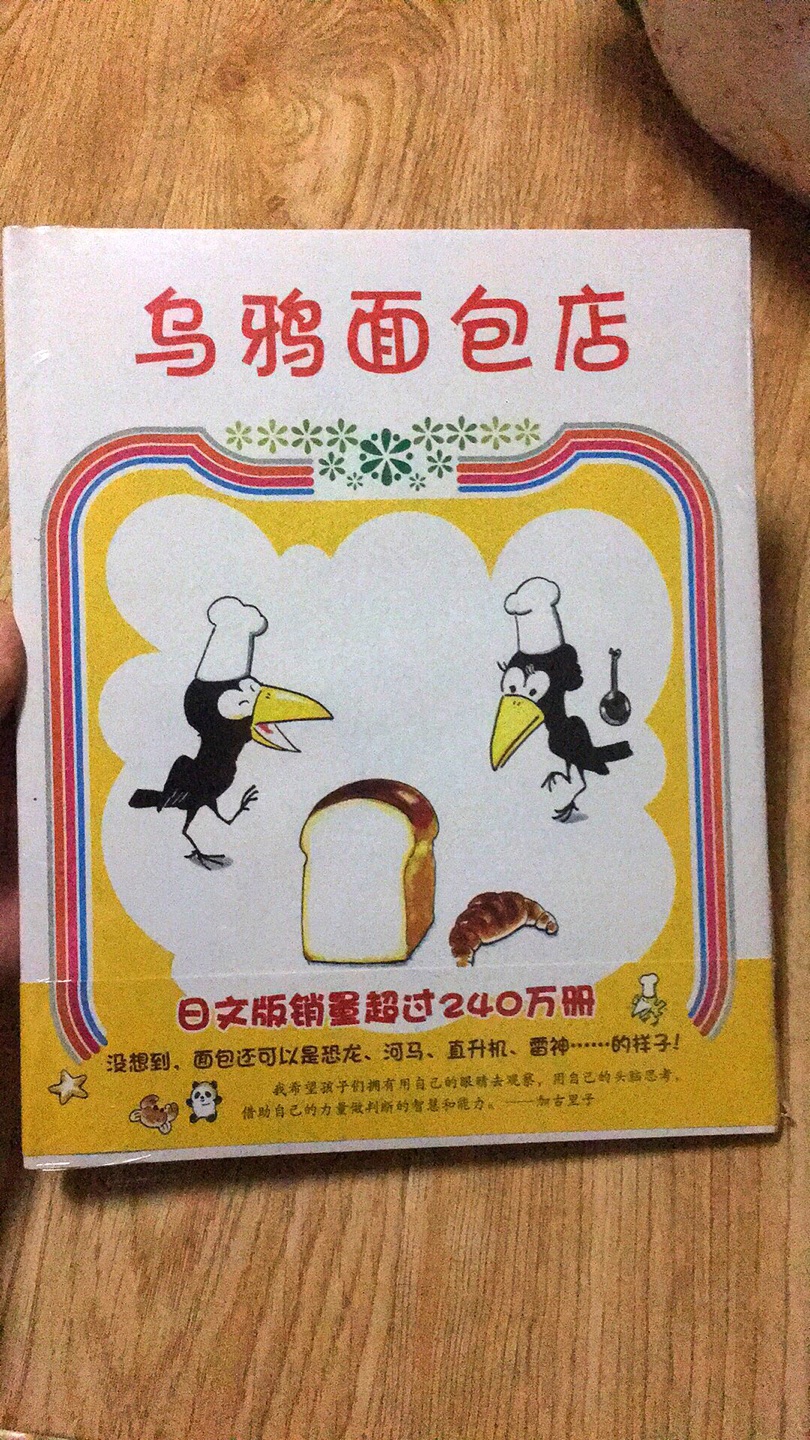 乌鸦面包店
日文版销量超过240万册
没想到，面包还可以是恐龙、河马、直升机、雷神……的样子！
我希望孩子们拥有用自己的眼睛去观察，用自己的头脑思考，
借助自己的力量做判断的智慧和能力。——加古里子